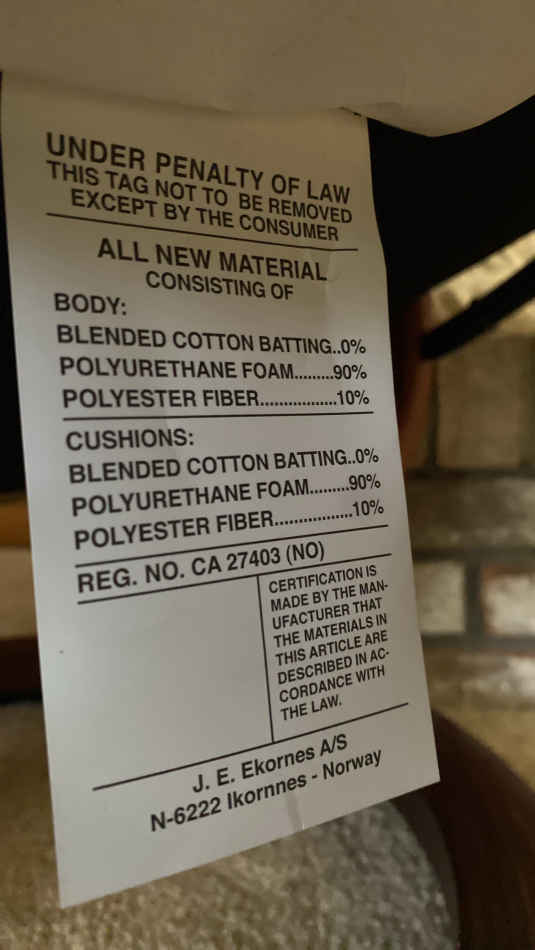 UNDER PENALTY OF LAW
THIS TAG NOT TO BE REMOVED
EXCEPT BY THE CONSUMER
ALL NEW MATERIAL
CONSISTING OF
BODY:
BLENDED COTTON BATTING..0%
POLYURETHANE FOAM.........90%
POLYESTER FIBER.................10%
CUSHIONS:
BLENDED COTTON BATTING..0%
POLYURETHANE FOAM.........90%
POLYESTER FIBER.................10%
REG. NO. CA 27403 (NO)
CERTIFICATION IS
MADE BY THE MAN-
UFACTURER THAT
THE MATERIALS IN
THIS ARTICLE ARE
DESCRIBED IN AC-
CORDANCE WITH
THE LAW.
J. E. Ekornes A/S
N-6222 Ikornnes - Norway